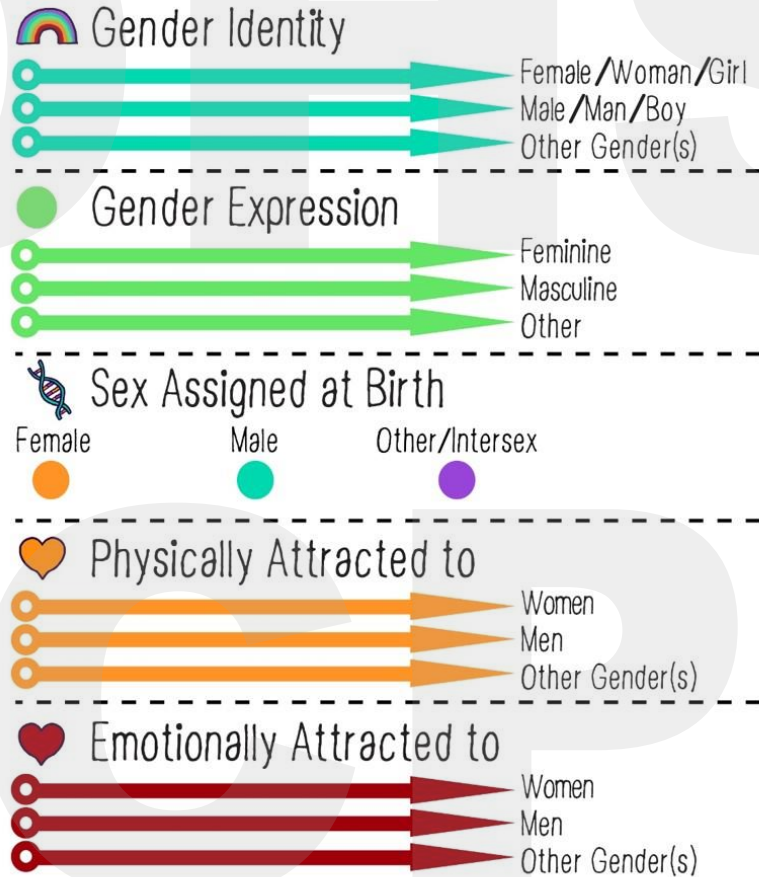 Gender Identity
Female/Woman/Girl
Male/Man/Boy
Other Gender(s)
Gender Expression
Feminine
Masculine
Other
Sex Assigned at Birth
Female Male Other/Intersex
Physically Attracted to
Women
Men
Other Gender(s)
Emotionally Attracted to
Women
Men
Other Gender(s)